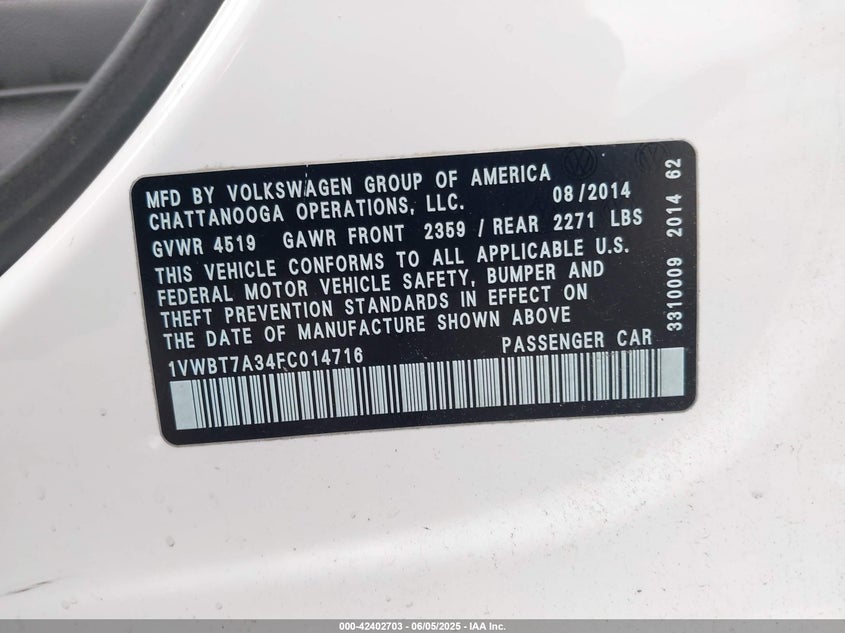 MFD BY VOLKSWAGEN GROUP OF AMERICA
CHATTANOOGA OPERATIONS, LLC. 08/2014
GVWR 4519 GAWR FRONT 2359 / REAR 2271 LBS
THIS VEHICLE CONFORMS TO ALL APPLICABLE U.S.
FEDERAL MOTOR VEHICLE SAFETY, BUMPER AND
THEFT PREVENTION STANDARDS IN EFFECT ON
THE DATE OF MANUFACTURE SHOWN ABOVE
1VWBT7A34FC014716 PASSENGER CAR
3310009 2014 62
000-42402703 - 06/05/2025 - IAA Inc.